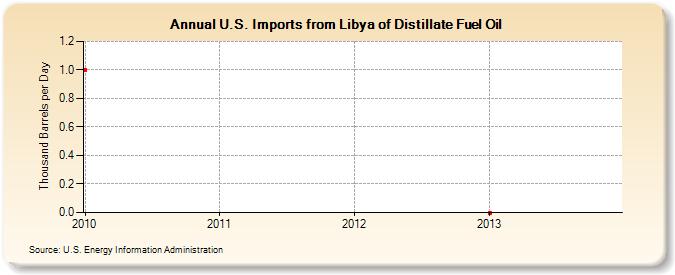 Annual U.S. Imports from Libya of Distillate Fuel Oil
Thousand Barrels per Day
1.2
1.0
0.8
0.6
0.4
0.2
0.0
2010 2011 2012 2013
Source: U.S. Energy Information Administration